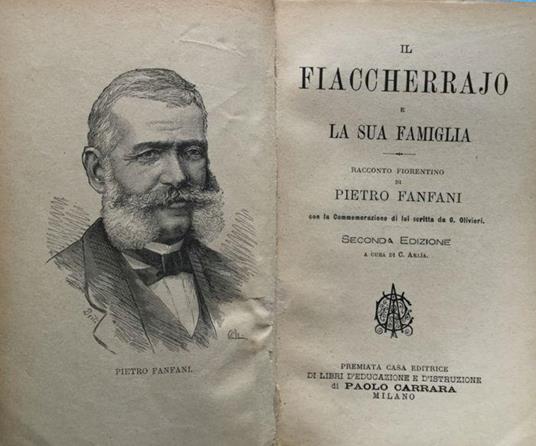 PIETRO FANFANI.
IL
FIACCHERRAJO
E
LA SUA FAMIGLIA
RACCONTO FIORENTINO
DI
PIETRO FANFANI
con la Commemorazione di lui scritta da G. Olivieri.
SECONDA EDIZIONE
A CURA DI C. ARLÌA.
PREMIATA CASA EDITRICE
DI LIBRI D'EDUCAZIONE E D'ISTRUZIONE
di PAOLO CARRARA
MILANO